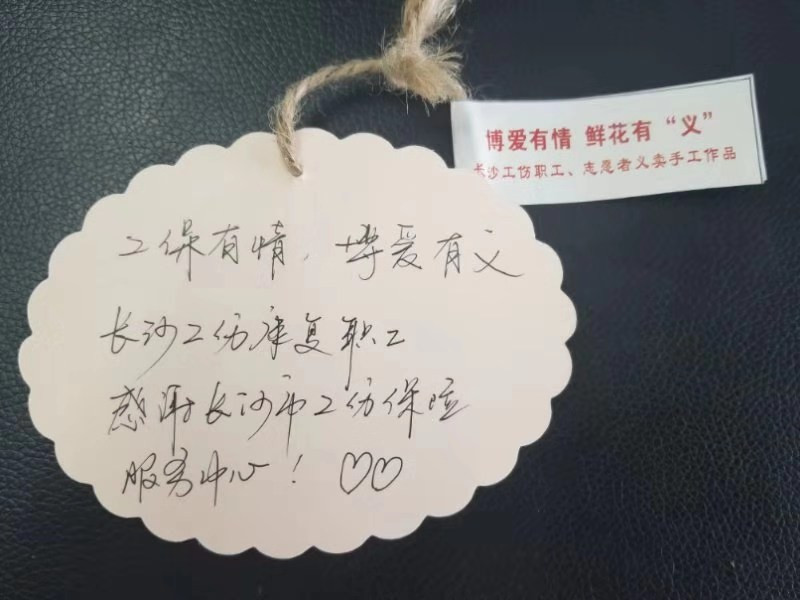 博爱有情 鲜花有“义”
长沙工伤职工、志愿者义卖手工作品
工保有情，博爱有义
长沙工伤康复职工
感谢长沙市工伤保险
服务中心！♡♡